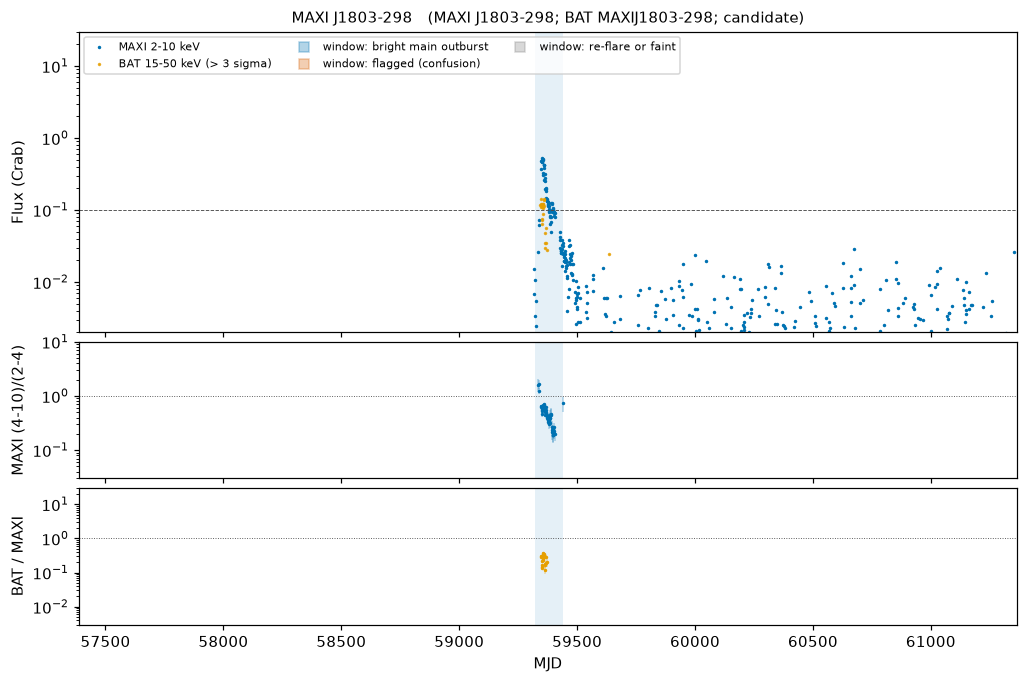 MAXI J1803-298 (MAXI J1803-298; BAT MAXIJ1803-298; candidate)
MAXI 2-10 keV
BAT 15-50 keV (> 3 sigma)
window: bright main outburst
window: flagged (confusion)
window: re-flare or faint
Flux (Crab)
10¹
10⁰
10⁻¹
10⁻²
MAXI (4-10)/(2-4)
10¹
10⁰
10⁻¹
BAT / MAXI
10¹
10⁰
10⁻¹
10⁻²
57500 58000 58500 59000 59500 60000 60500 61000
MJD